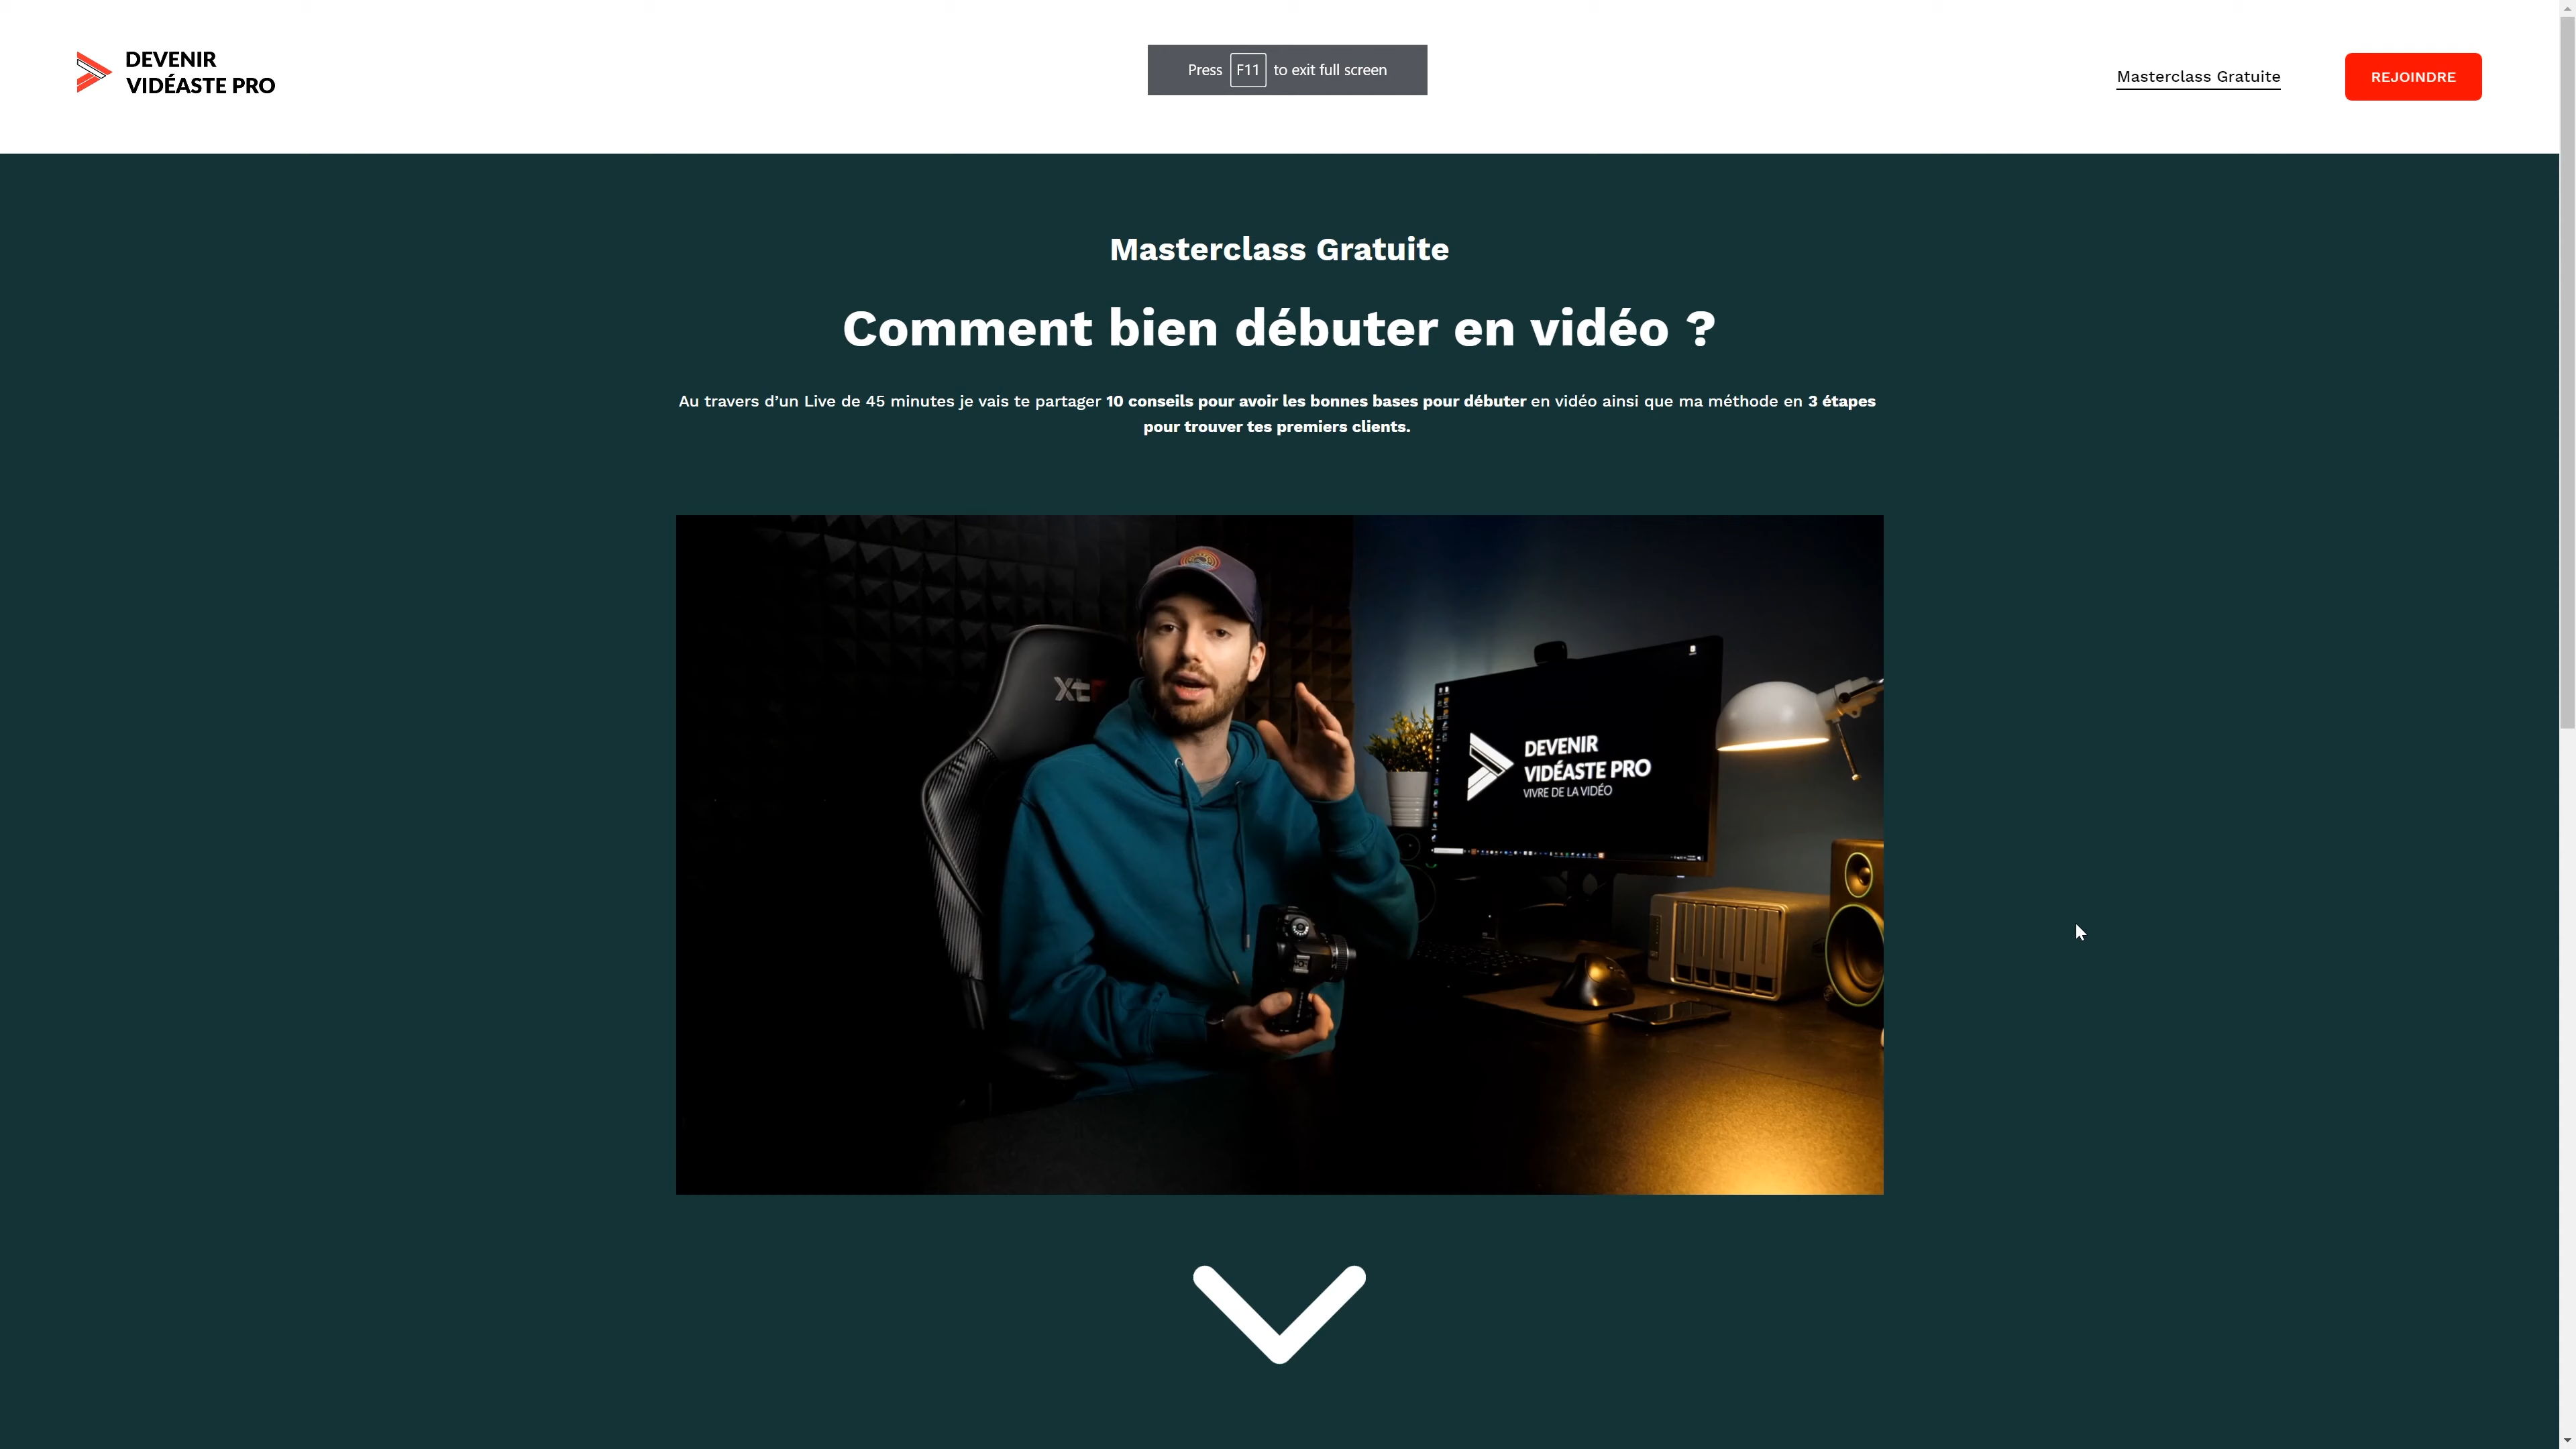 DEVENIR
VIDÉASTE PRO
Press F11 to exit full screen
Masterclass Gratuite
REJOINDRE
Masterclass Gratuite
Comment bien débuter en vidéo ?
Au travers d’un Live de 45 minutes je vais te partager 10 conseils pour avoir les bonnes bases pour débuter en vidéo ainsi que ma méthode en 3 étapes
pour trouver tes premiers clients.
DEVENIR
VIDÉASTE PRO
VIVRE DE LA VIDÉO